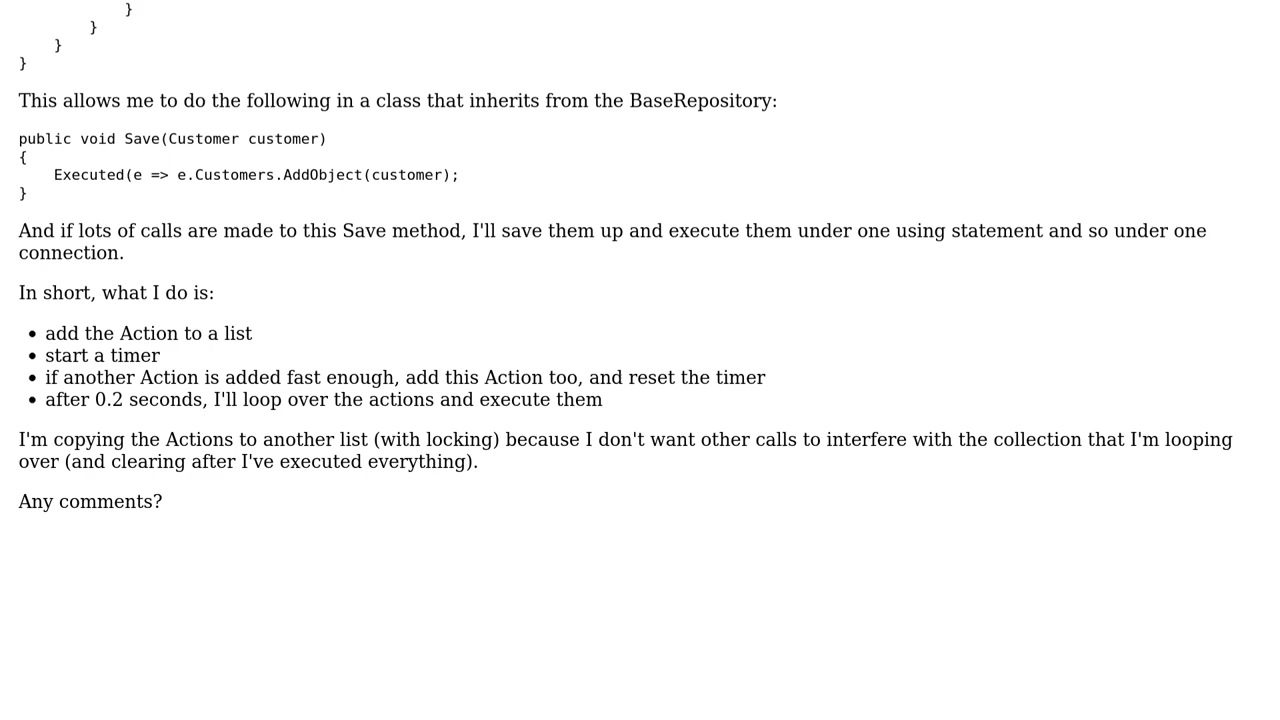 }
        }
    }
}
This allows me to do the following in a class that inherits from the BaseRepository:
public void Save(Customer customer)
{
    Executed(e => e.Customers.AddObject(customer);
}
And if lots of calls are made to this Save method, I'll save them up and execute them under one using statement and so under one
connection.
In short, what I do is:
• add the Action to a list
• start a timer
• if another Action is added fast enough, add this Action too, and reset the timer
• after 0.2 seconds, I'll loop over the actions and execute them
I'm copying the Actions to another list (with locking) because I don't want other calls to interfere with the collection that I'm looping
over (and clearing after I've executed everything).
Any comments?